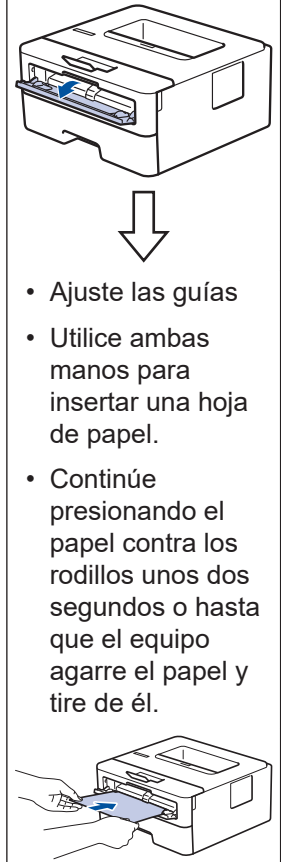 • Ajuste las guías
• Utilice ambas
manos para
insertar una hoja
de papel.
• Continúe
presionando el
papel contra los
rodillos unos dos
segundos o hasta
que el equipo
agarre el papel y
tire de él.